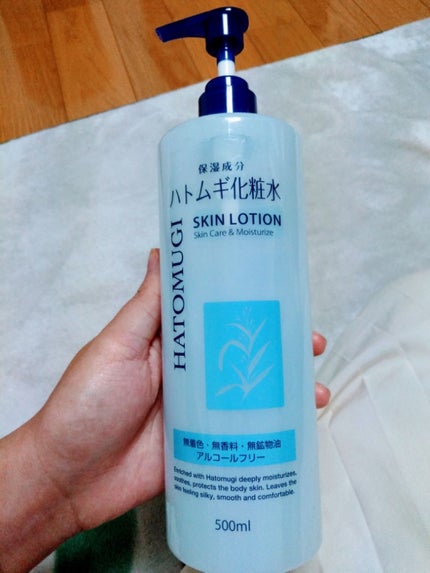 保湿成分
ハトムギ化粧水
SKIN LOTION
Skin Care & Moisturize
HATOMUGI
無着色・無香料・無鉱物油
アルコールフリー
Enriched with Hatomugi deeply moisturizes,
soothes, protects the body skin. Leaves the
skin feeling silky, smooth and comfortable.
500ml